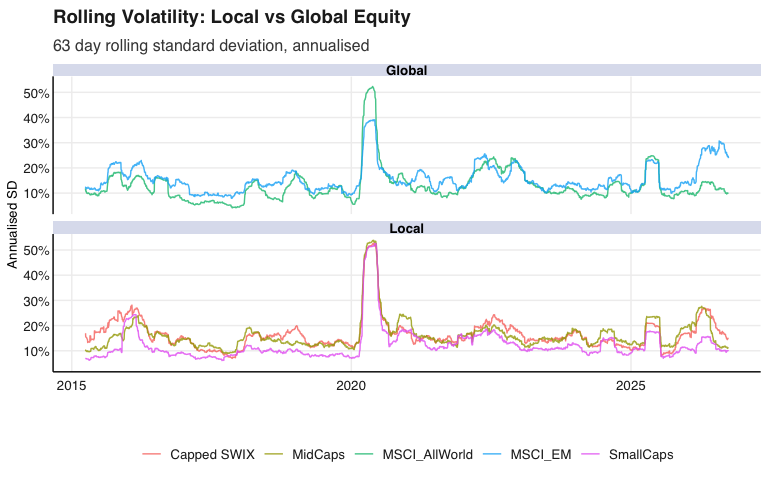 Rolling Volatility: Local vs Global Equity
63 day rolling standard deviation, annualised
Global
50%
40%
30%
20%
10%
Annualised SD
Local
50%
40%
30%
20%
10%
2015
2020
2025
Capped SWIX
MidCaps
MSCI_AllWorld
MSCI_EM
SmallCaps